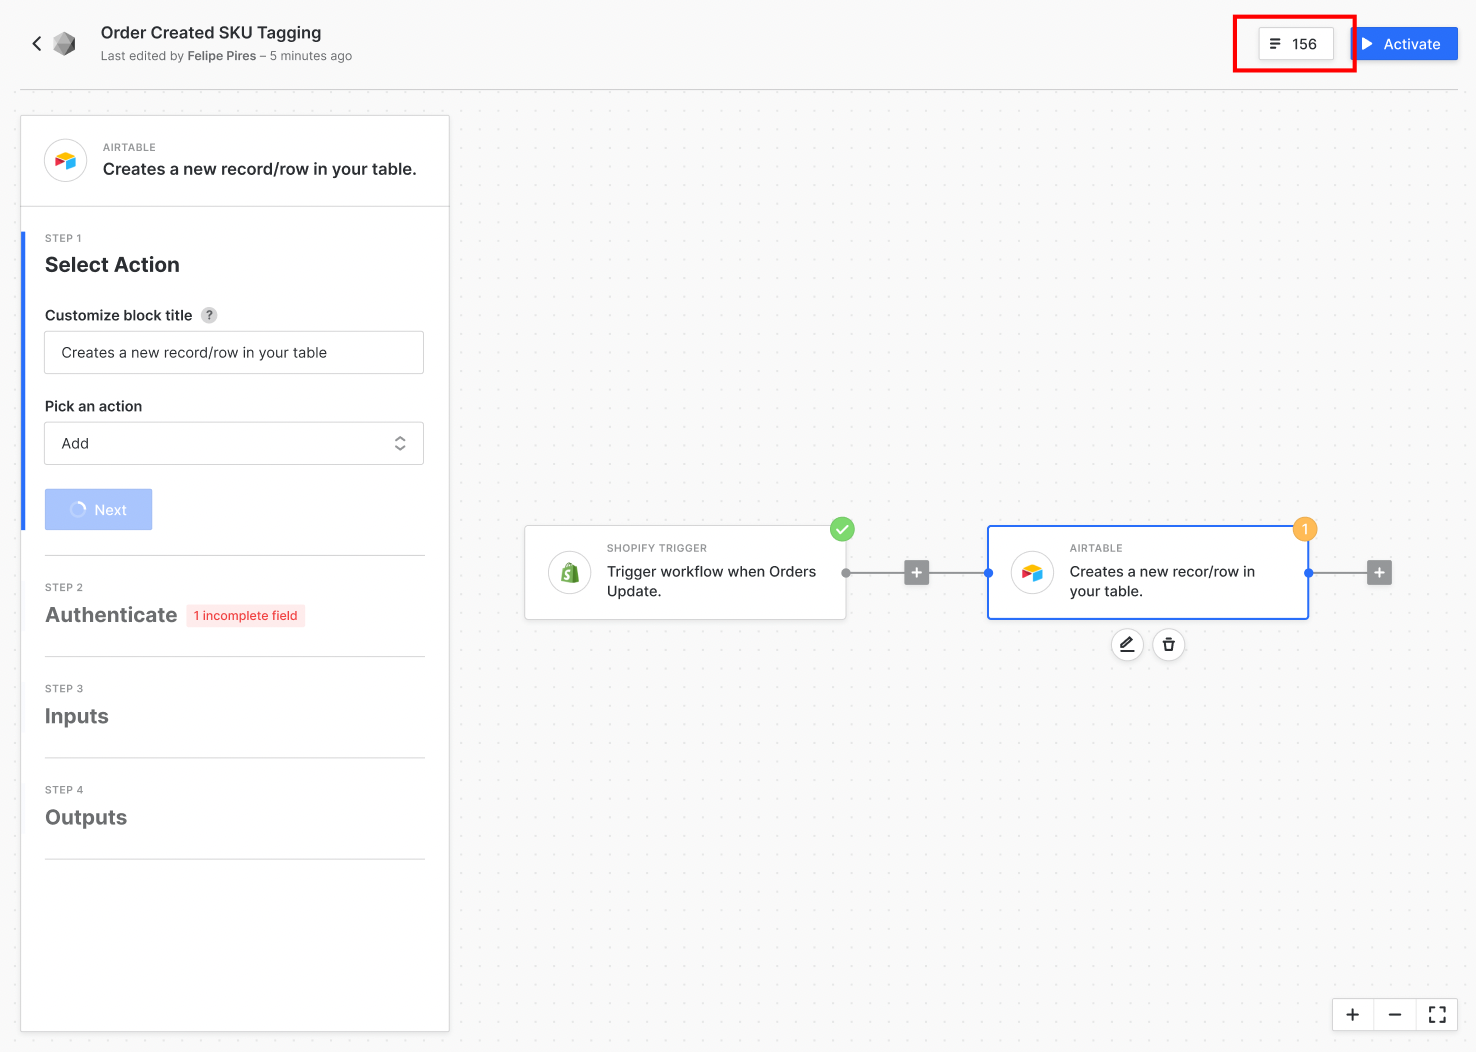 Order Created SKU Tagging
Last edited by Felipe Pires – 5 minutes ago
156
Activate
AIRTABLE
Creates a new record/row in your table.
STEP 1
Select Action
Customize block title ?
Creates a new record/row in your table
Pick an action
Add
Next
STEP 2
Authenticate 1 incomplete field
STEP 3
Inputs
STEP 4
Outputs
SHOPIFY TRIGGER
Trigger workflow when Orders
Update.
1
AIRTABLE
Creates a new recor/row in
your table.